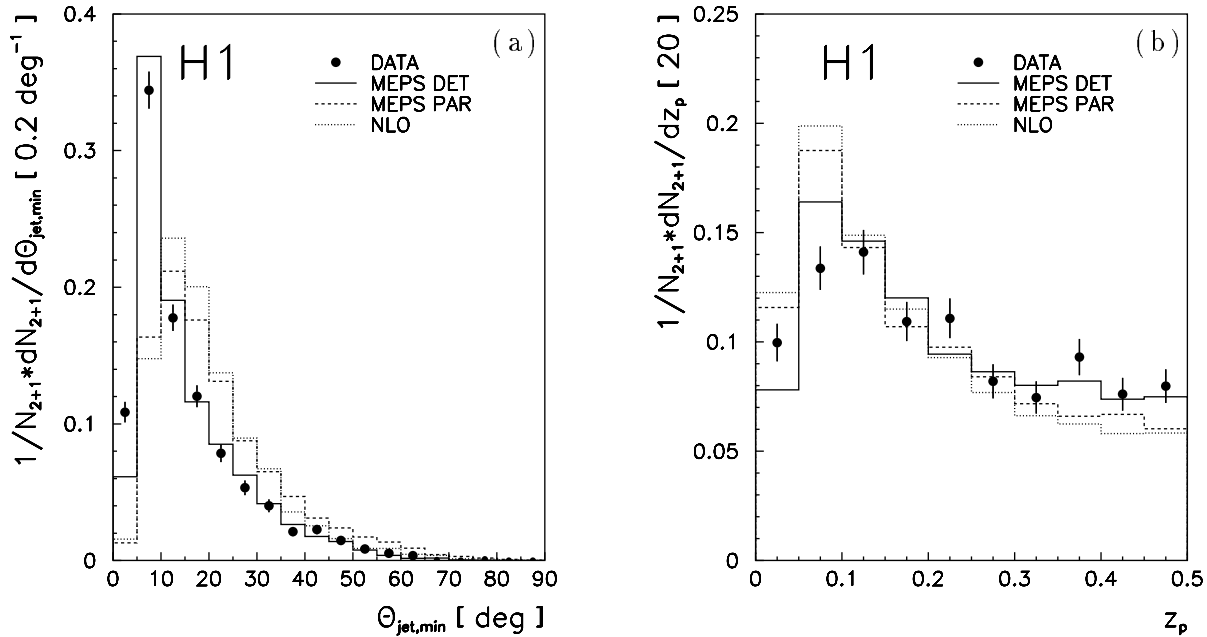 1/N2+1*dN2+1/dΘjet,min [ 0.2 deg−1 ]
0.4
0.3
0.2
0.1
0
H1
(a)
DATA
MEPS DET
MEPS PAR
NLO
0 10 20 30 40 50 60 70 80 90
Θjet,min [ deg ]
1/N2+1*dN2+1/dzp [ 20 ]
0.25
0.2
0.15
0.1
0.05
0
H1
(b)
DATA
MEPS DET
MEPS PAR
NLO
0 0.1 0.2 0.3 0.4 0.5
zp